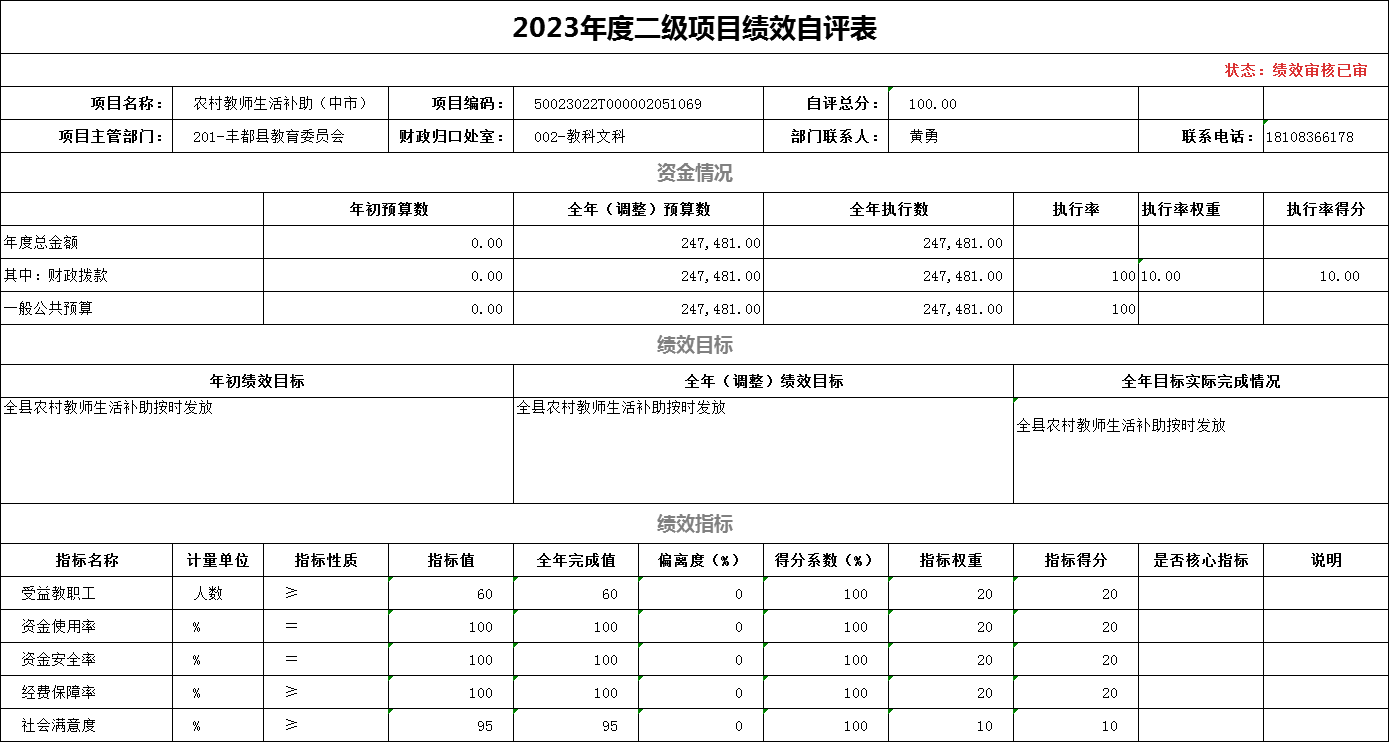 2023年度二级项目绩效自评表
状态：绩效审核已审
项目名称： 农村教师生活补助（中市） 项目编码： 50023022T000002051069 自评总分： 100.00
项目主管部门： 201-丰都县教育委员会 财政归口处室： 002-教科文科 部门联系人： 黄勇 联系电话： 18108366178
资金情况
年初预算数 全年（调整）预算数 全年执行数 执行率 执行率权重 执行率得分
年度总金额 0.00 247,481.00 247,481.00
其中：财政拨款 0.00 247,481.00 247,481.00 100 10.00 10.00
一般公共预算 0.00 247,481.00 247,481.00 100
绩效目标
年初绩效目标 全年（调整）绩效目标 全年目标实际完成情况
全县农村教师生活补助按时发放 全县农村教师生活补助按时发放 全县农村教师生活补助按时发放
绩效指标
指标名称 计量单位 指标性质 指标值 全年完成值 偏离度（%） 得分系数（%） 指标权重 指标得分 是否核心指标 说明
受益教职工 人数 ≥ 60 60 0 100 20 20
资金使用率 % ＝ 100 100 0 100 20 20
资金安全率 % ＝ 100 100 0 100 20 20
经费保障率 % ≥ 100 100 0 100 20 20
社会满意度 % ≥ 95 95 0 100 10 10